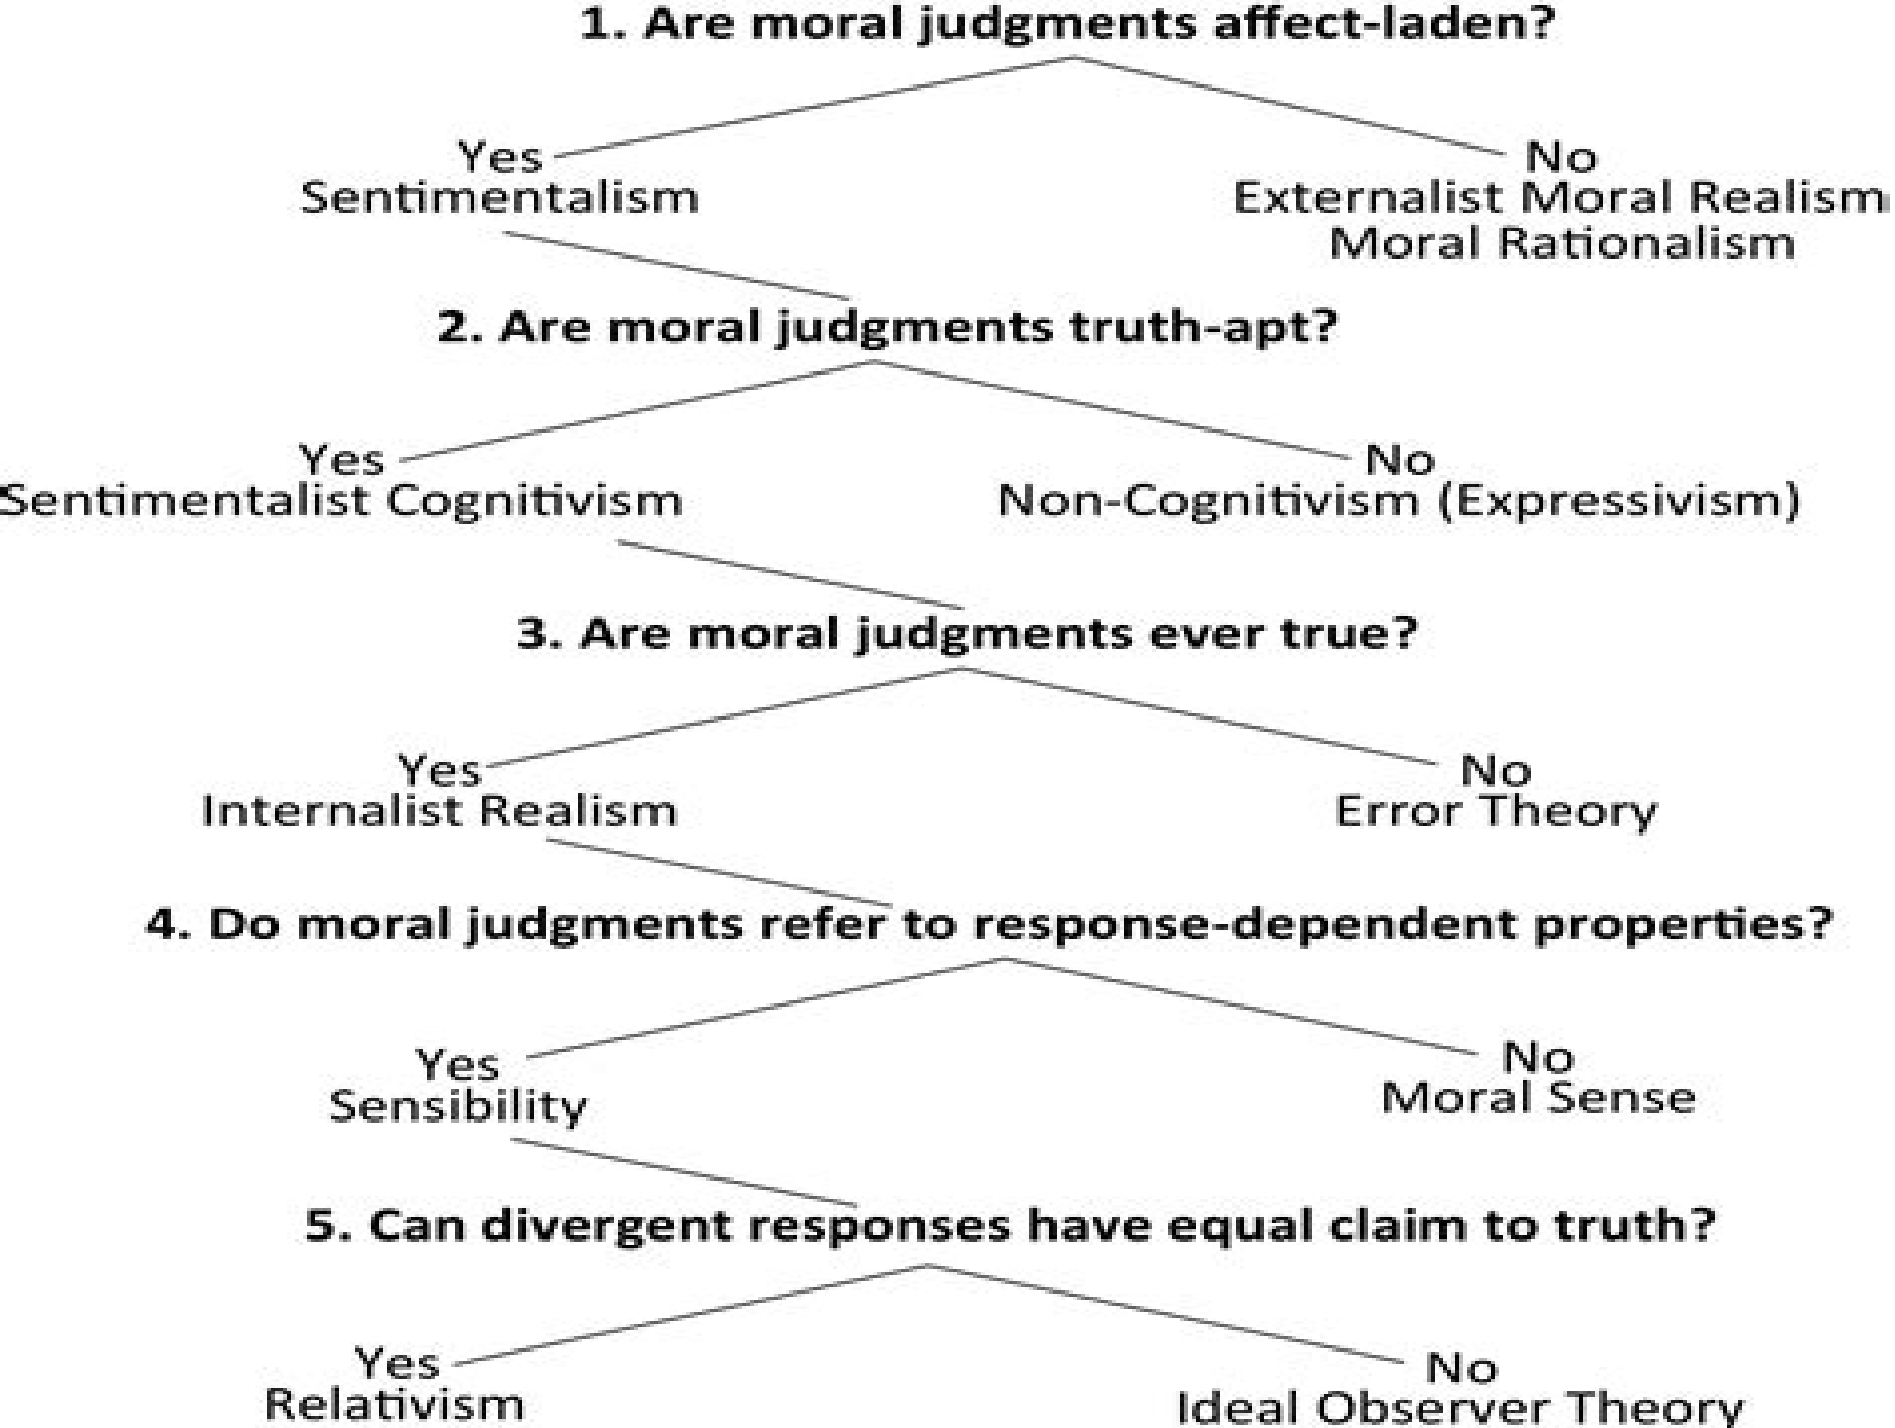 1. Are moral judgments affect-laden?
Yes
No
Sentimentalism
Externalist Moral Realism
Moral Rationalism
2. Are moral judgments truth-apt?
Yes
No
Sentimentalist Cognitivism
Non-Cognitivism (Expressivism)
3. Are moral judgments ever true?
Yes
No
Internalist Realism
Error Theory
4. Do moral judgments refer to response-dependent properties?
Yes
No
Sensibility
Moral Sense
5. Can divergent responses have equal claim to truth?
Yes
No
Relativism
Ideal Observer Theory